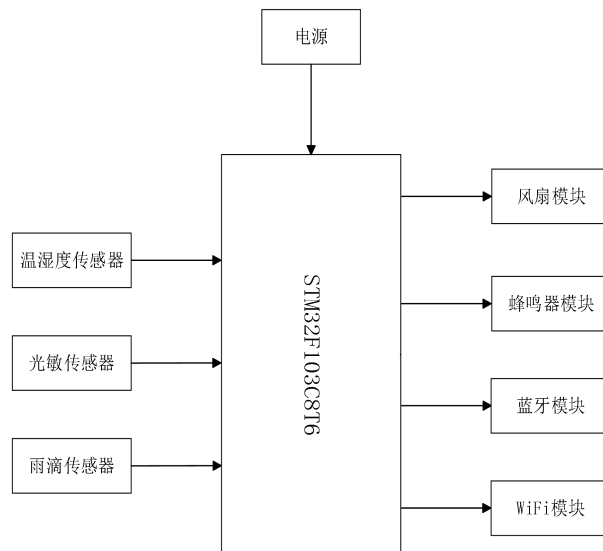 电源
温湿度传感器
光敏传感器
雨滴传感器
STM32F103C8T6
风扇模块
蜂鸣器模块
蓝牙模块
WiFi模块